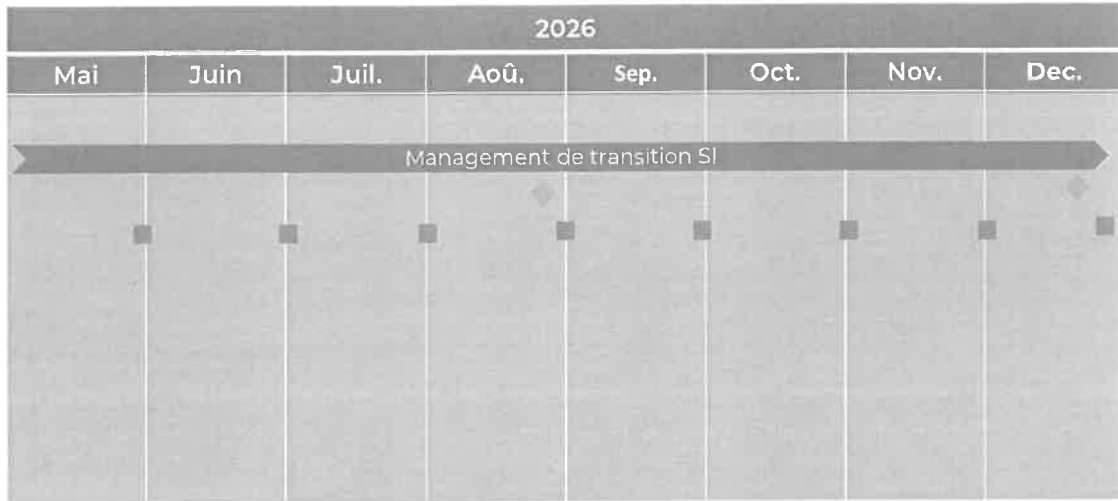 2026
Mai Juin Juil. Aoû. Sep. Oct. Nov. Dec.
Management de transition SI